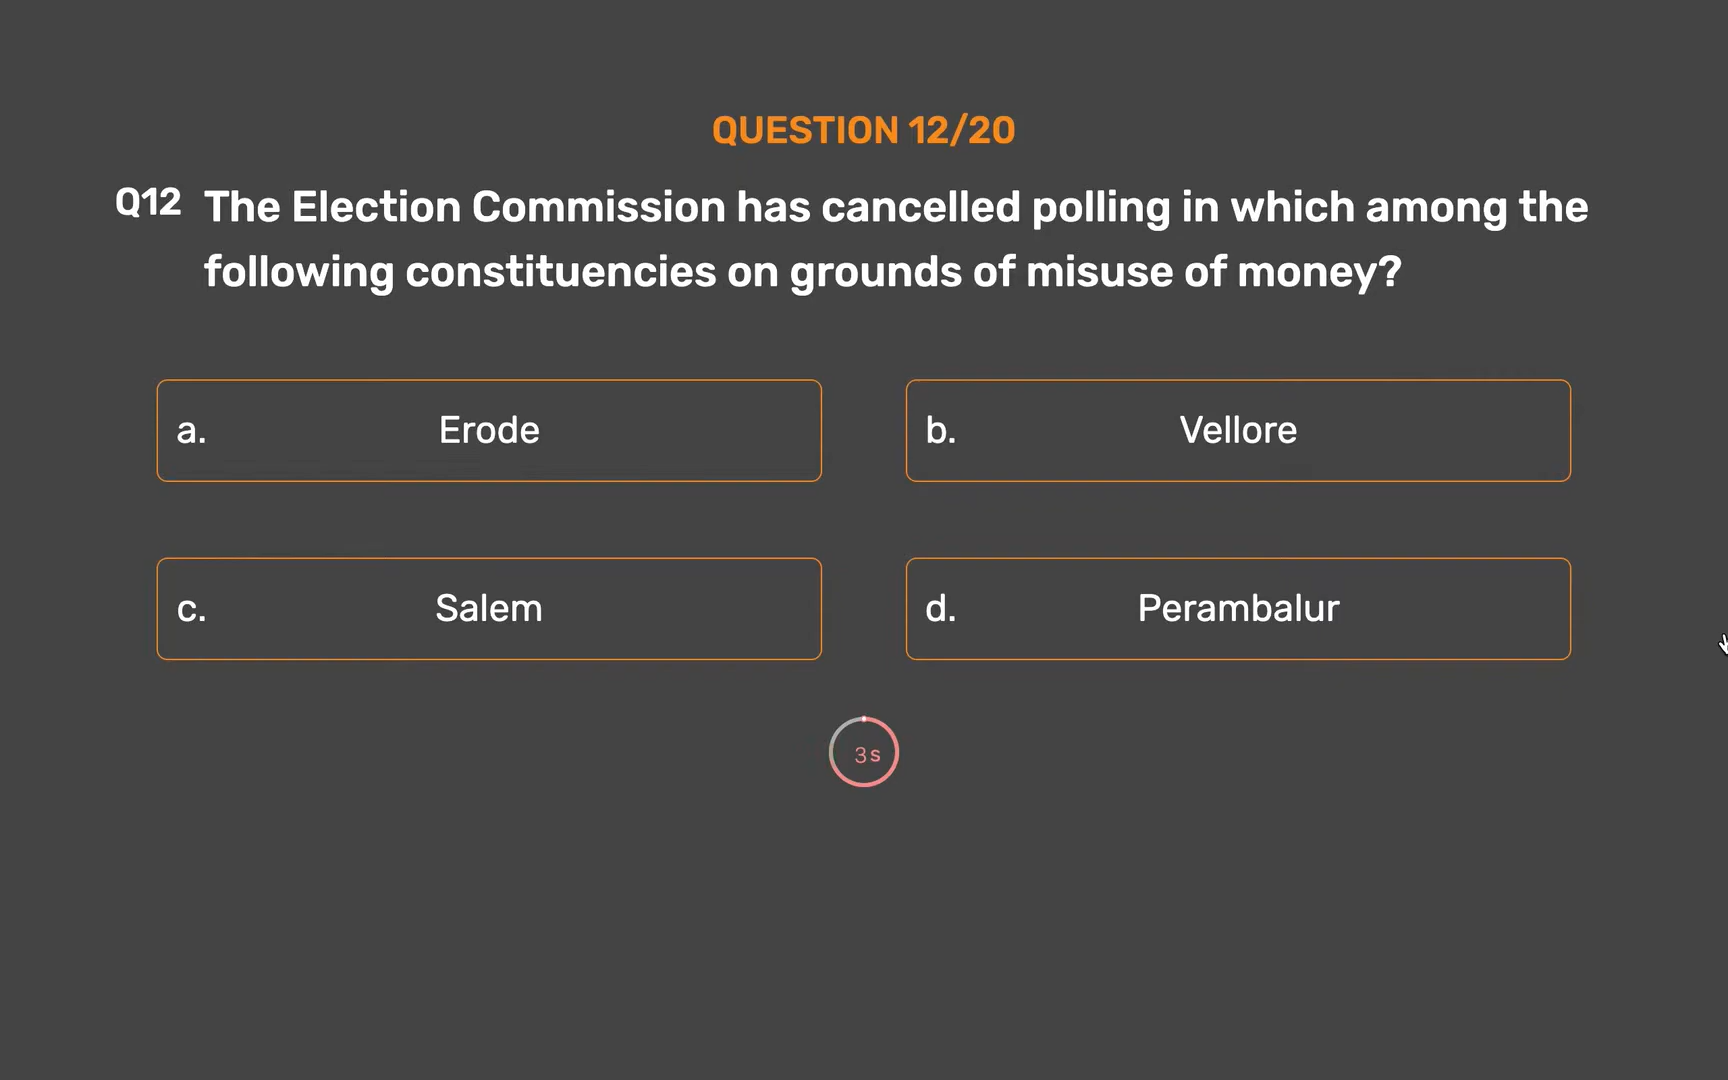 QUESTION 12/20
Q12 The Election Commission has cancelled polling in which among the
following constituencies on grounds of misuse of money?
a. Erode
b. Vellore
c. Salem
d. Perambalur
3 s